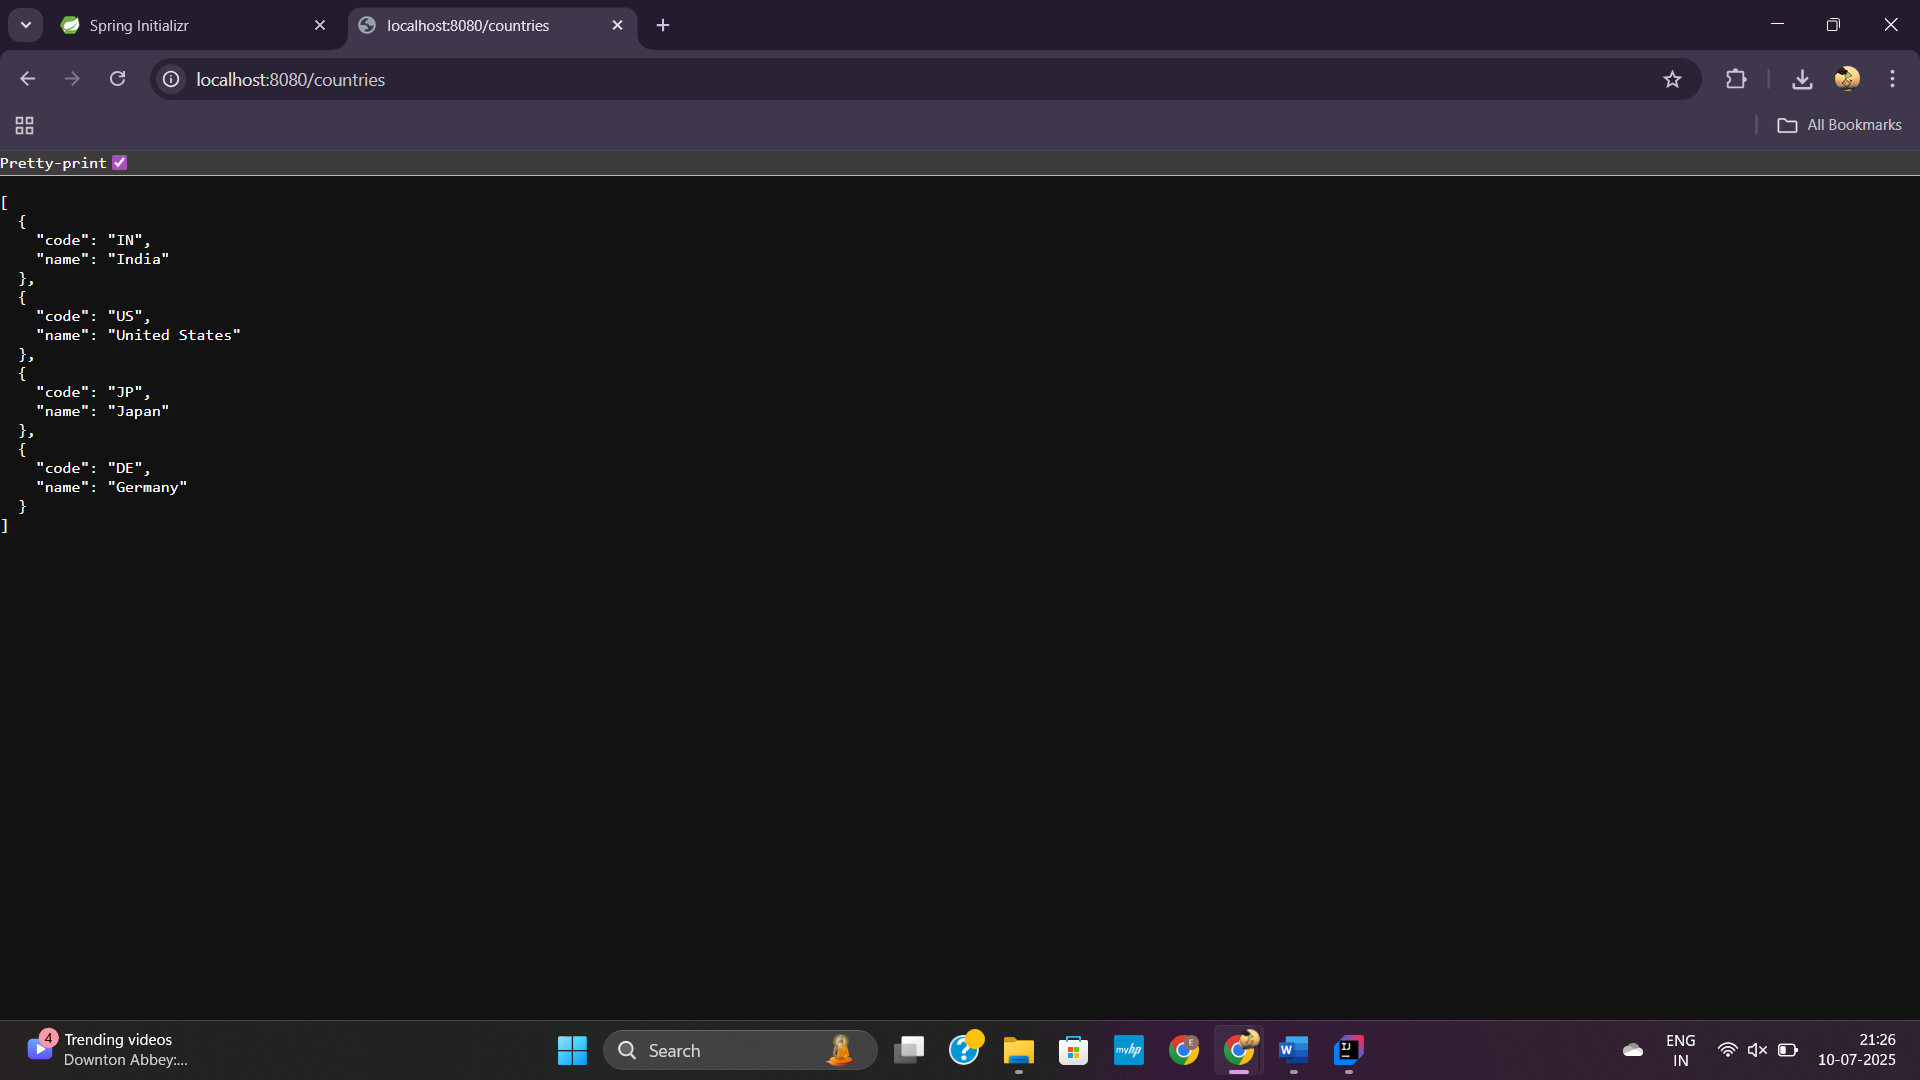 Spring Initializr
localhost:8080/countries
localhost:8080/countries
All Bookmarks
Pretty-print
[
  {
    "code": "IN",
    "name": "India"
  },
  {
    "code": "US",
    "name": "United States"
  },
  {
    "code": "JP",
    "name": "Japan"
  },
  {
    "code": "DE",
    "name": "Germany"
  }
]
4
Trending videos
Downton Abbey:...
Search
myhp
E
W
IJ
ENG
IN
21:26
10-07-2025